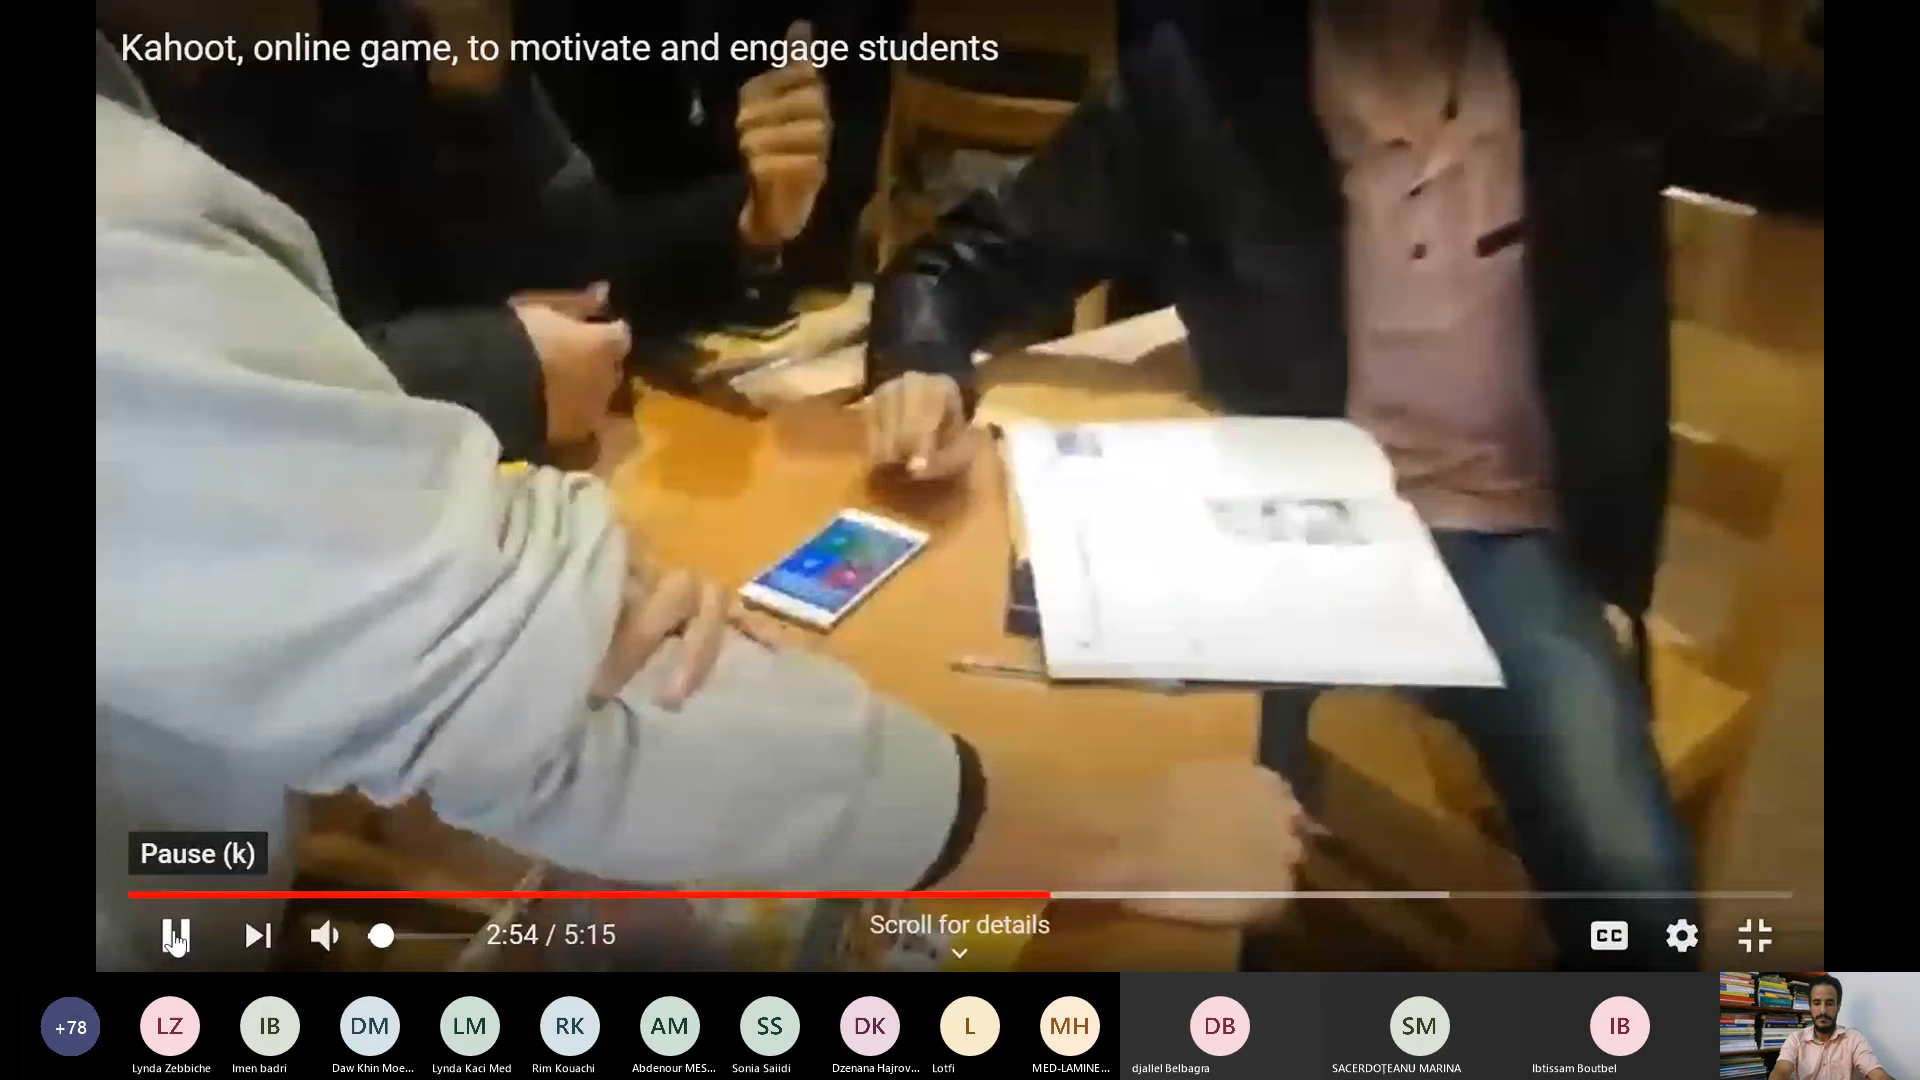 Kahoot, online game, to motivate and engage students
Pause (k)
2:54 / 5:15
Scroll for details
CC
+78
LZ
IB
DM
LM
RK
AM
SS
DK
L
MH
DB
SM
IB
Lynda Zebbiche
Imen badri
Daw Khin Moe...
Lynda Kaci Med
Rim Kouachi
Abdenour MES...
Sonia Saiidi
Dzenana Hajrov...
Lotfi
MED-LAMINE...
djallel Belbagra
SACERDOȚEANU MARINA
Ibtissam Boutbel